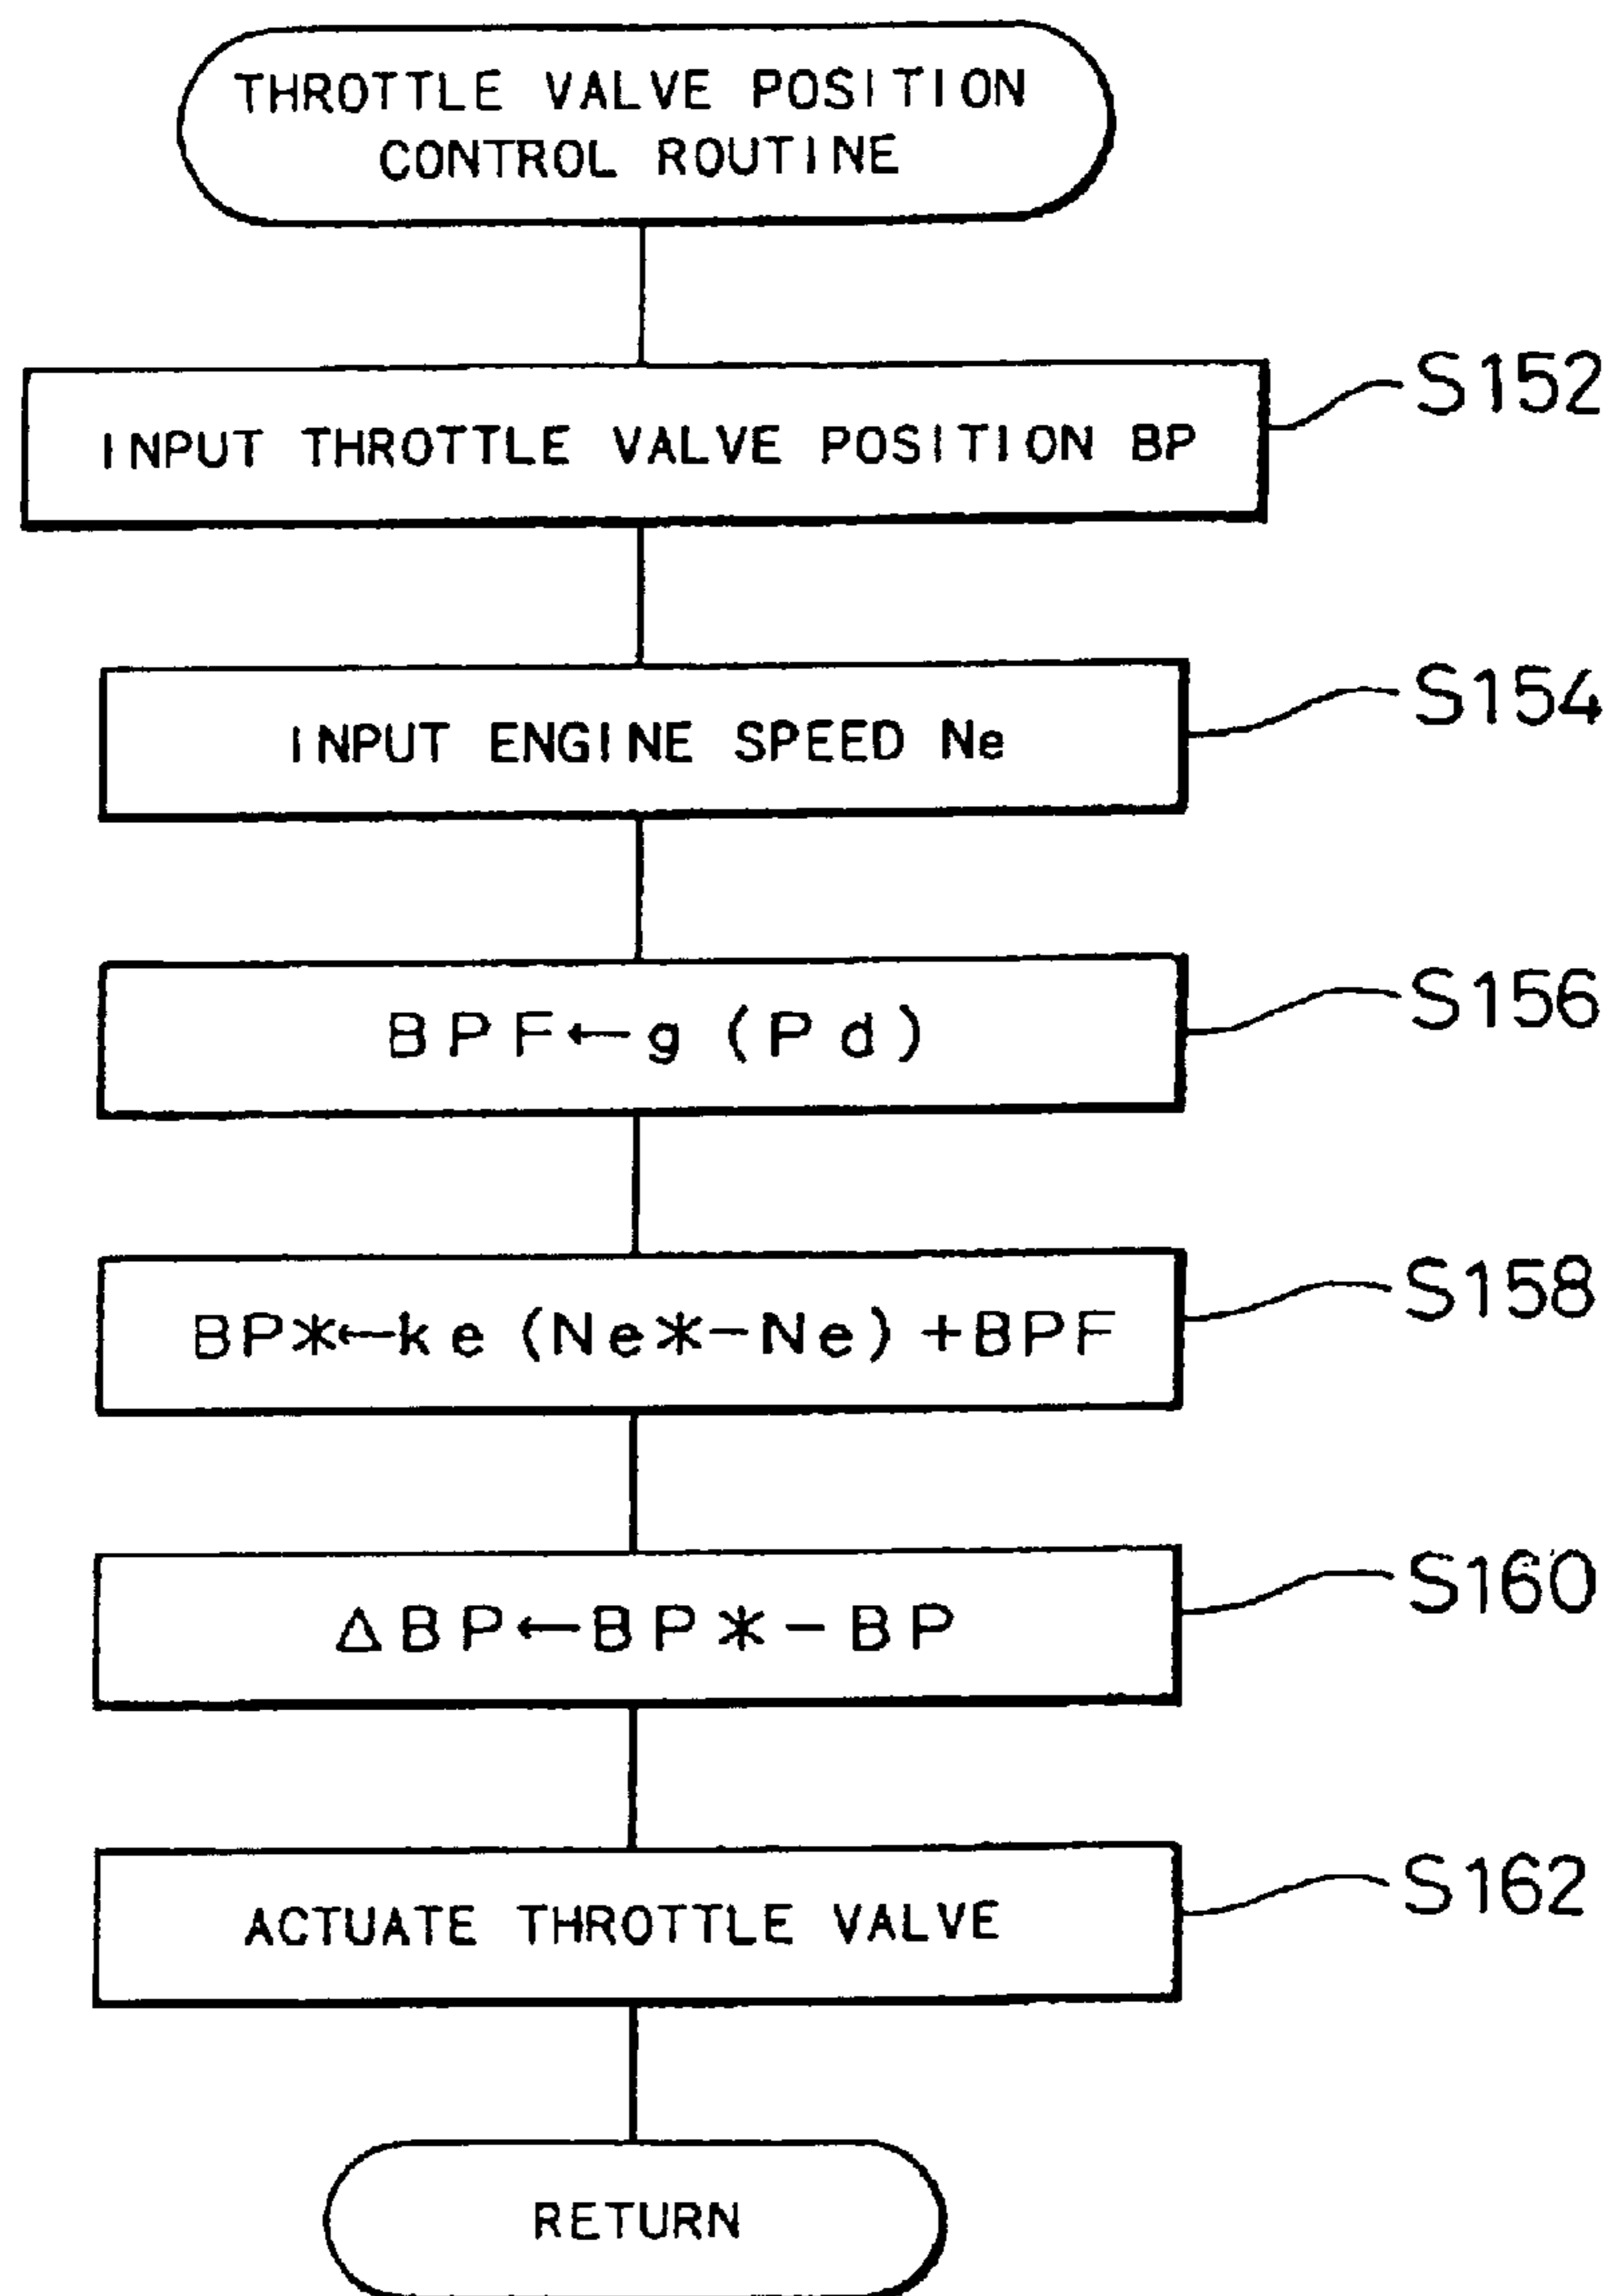 THROTTLE VALVE POSITION
CONTROL ROUTINE
INPUT THROTTLE VALVE POSITION BP
S152
INPUT ENGINE SPEED Ne
S154
BPF←g (Pd)
S156
BP*←ke (Ne*-Ne) +BPF
S158
ΔBP←BP*-BP
S160
ACTUATE THROTTLE VALVE
S162
RETURN